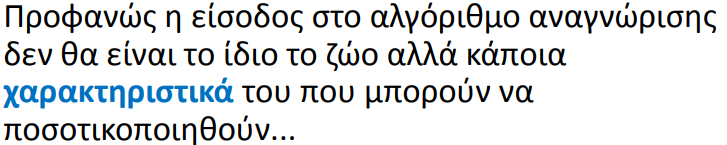 Προφανώς η είσοδος στο αλγόριθμο αναγνώρισης
δεν θα είναι το ίδιο το ζώο αλλά κάποια
χαρακτηριστικά του που μπορούν να
ποσοτικοποιηθούν...